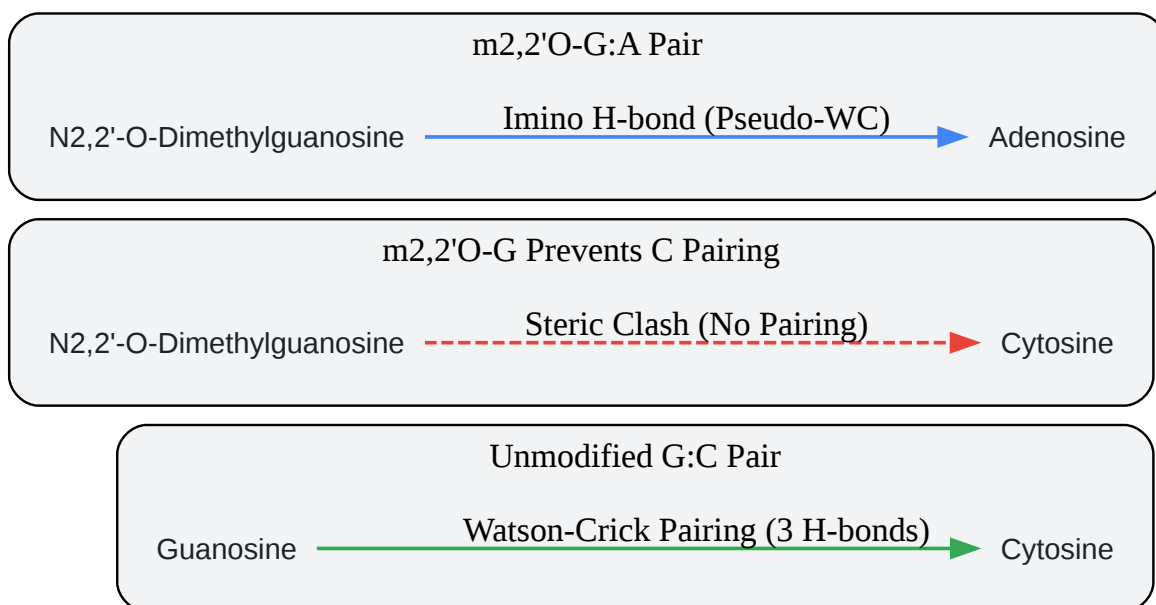 m2,2'O-G:A Pair
N2,2'-O-Dimethylguanosine Imino H-bond (Pseudo-WC) Adenosine
m2,2'O-G Prevents C Pairing
N2,2'-O-Dimethylguanosine Steric Clash (No Pairing) Cytosine
Unmodified G:C Pair
Guanosine Watson-Crick Pairing (3 H-bonds) Cytosine